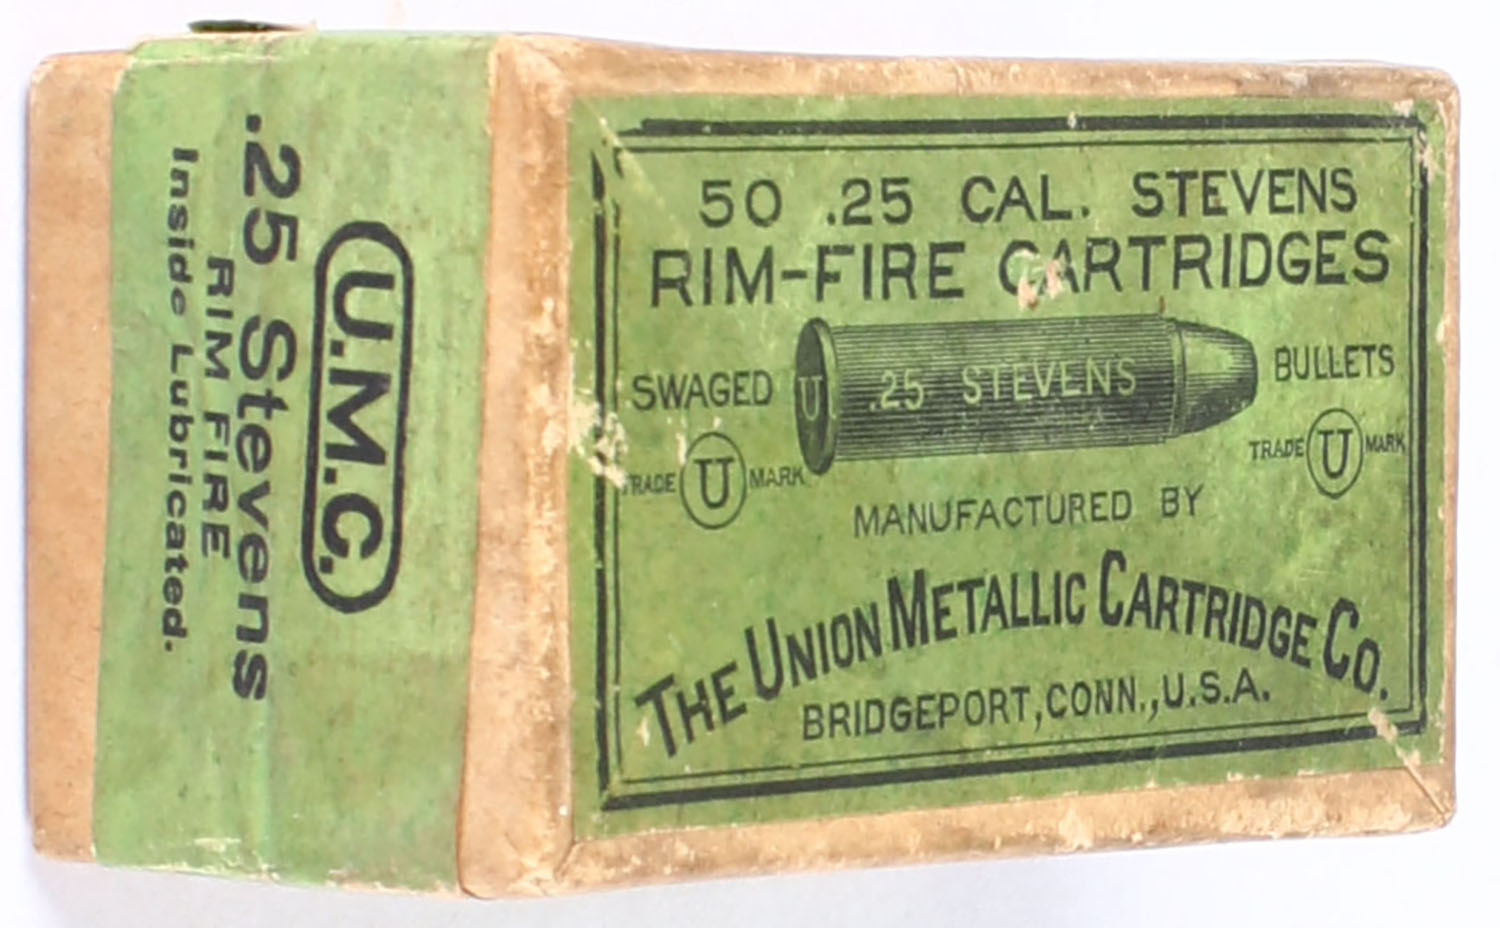 50 .25 CAL. STEVENS
RIM-FIRE CARTRIDGES
SWAGED U .25 STEVENS BULLETS
TRADE U MARK TRADE U MARK
MANUFACTURED BY
THE UNION METALLIC CARTRIDGE CO.
BRIDGEPORT, CONN., U.S.A.
U.M.C.
.25 Stevens
RIM FIRE
Inside Lubricated.